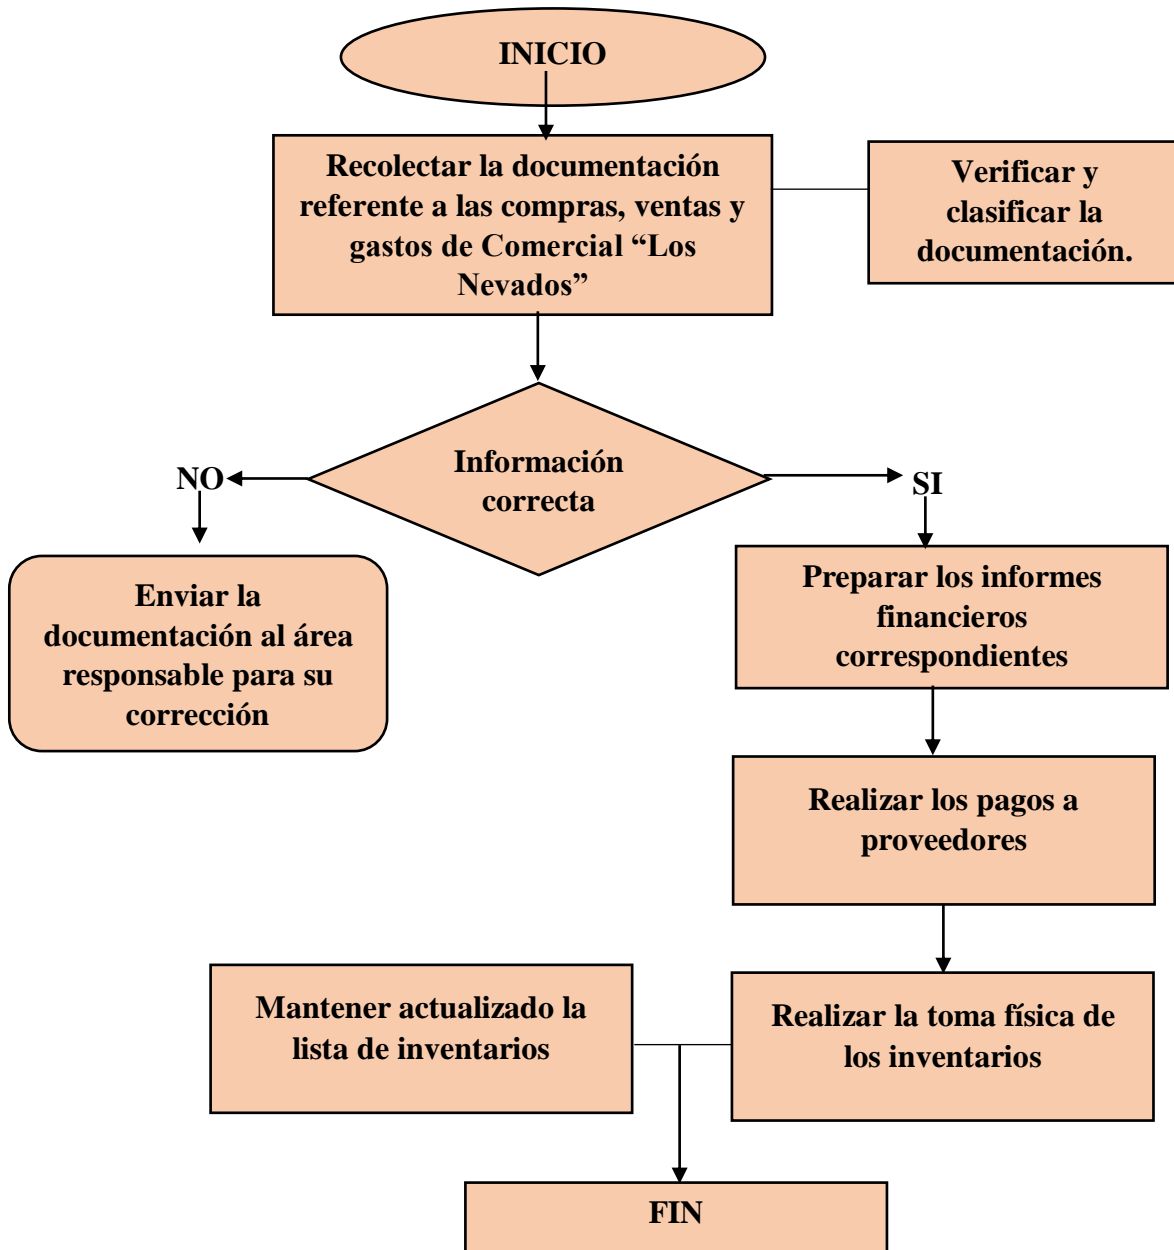 INICIO
Recolectar la documentación
referente a las compras, ventas y
gastos de Comercial “Los
Nevados”
Verificar y
clasificar la
documentación.
Información
correcta
NO
SI
Enviar la
documentación al área
responsable para su
corrección
Preparar los informes
financieros
correspondientes
Realizar los pagos a
proveedores
Mantener actualizado la
lista de inventarios
Realizar la toma física de
los inventarios
FIN